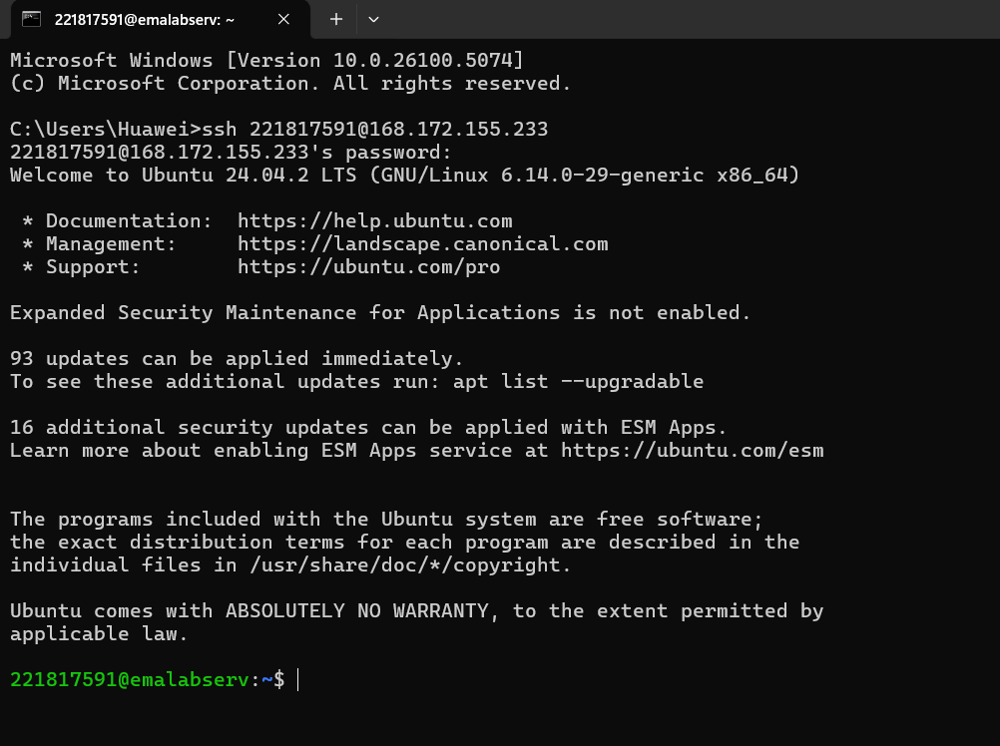 221817591@emalabserv: ~
Microsoft Windows [Version 10.0.26100.5074]
(c) Microsoft Corporation. All rights reserved.
C:\Users\Huawei>ssh 221817591@168.172.155.233
221817591@168.172.155.233's password:
Welcome to Ubuntu 24.04.2 LTS (GNU/Linux 6.14.0-29-generic x86_64)
* Documentation:  https://help.ubuntu.com
* Management:     https://landscape.canonical.com
* Support:        https://ubuntu.com/pro
Expanded Security Maintenance for Applications is not enabled.
93 updates can be applied immediately.
To see these additional updates run: apt list --upgradable
16 additional security updates can be applied with ESM Apps.
Learn more about enabling ESM Apps service at https://ubuntu.com/esm
The programs included with the Ubuntu system are free software;
the exact distribution terms for each program are described in the
individual files in /usr/share/doc/*/copyright.
Ubuntu comes with ABSOLUTELY NO WARRANTY, to the extent permitted by
applicable law.
221817591@emalabserv:~$